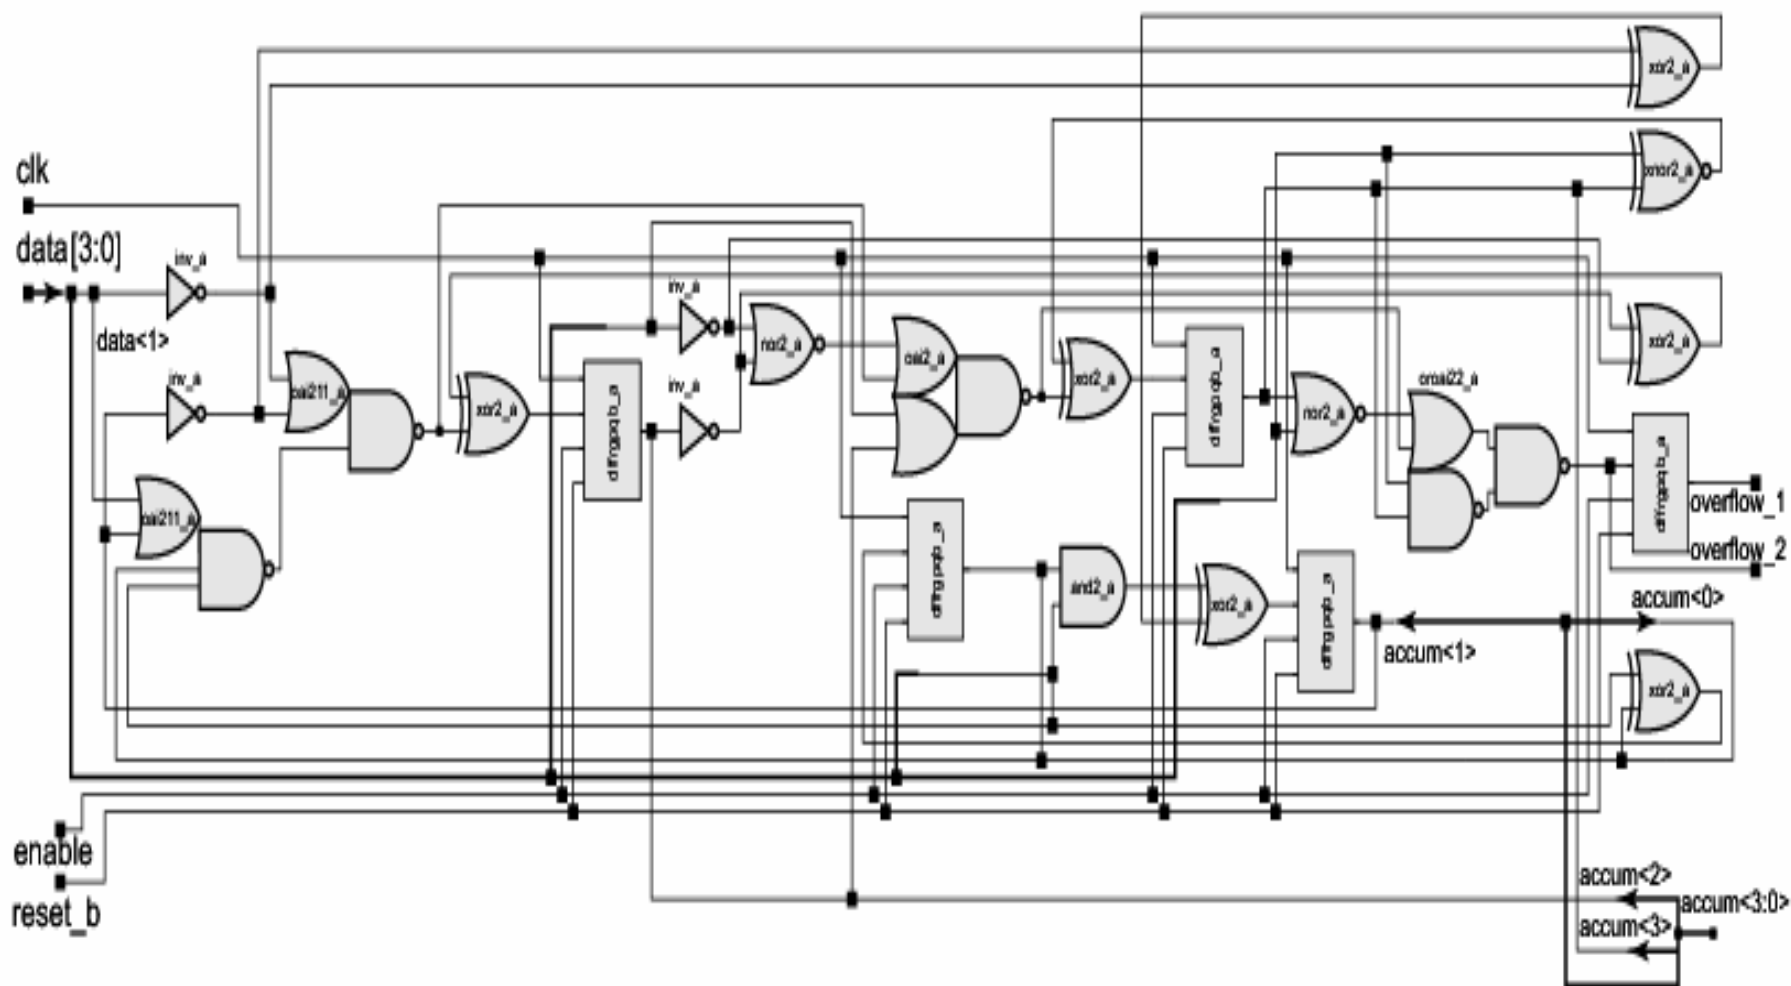 clk
data[3:0]
inv_a
data<1>
inv_a
oai211_a
oai211_a
xor2_a
inv_a
inv_a
nor2_a
oai2_a
xor2_a
nor2_a
oroai22_a
and2_a
xor2_a
xor2_a
xnor2_a
xor2_a
xor2_a
overflow_1
overflow_2
accum<0>
accum<1>
enable
reset_b
accum<2>
accum<3:0>
accum<3>